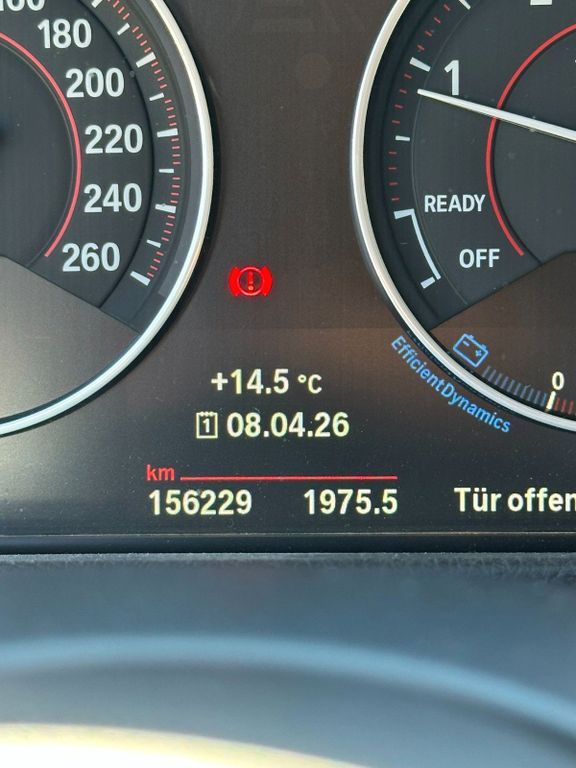 180
200
220
240
260
1
READY
OFF
+14.5 °C
EfficientDynamics
0
1 08.04.26
km
156229 1975.5
Tür offen